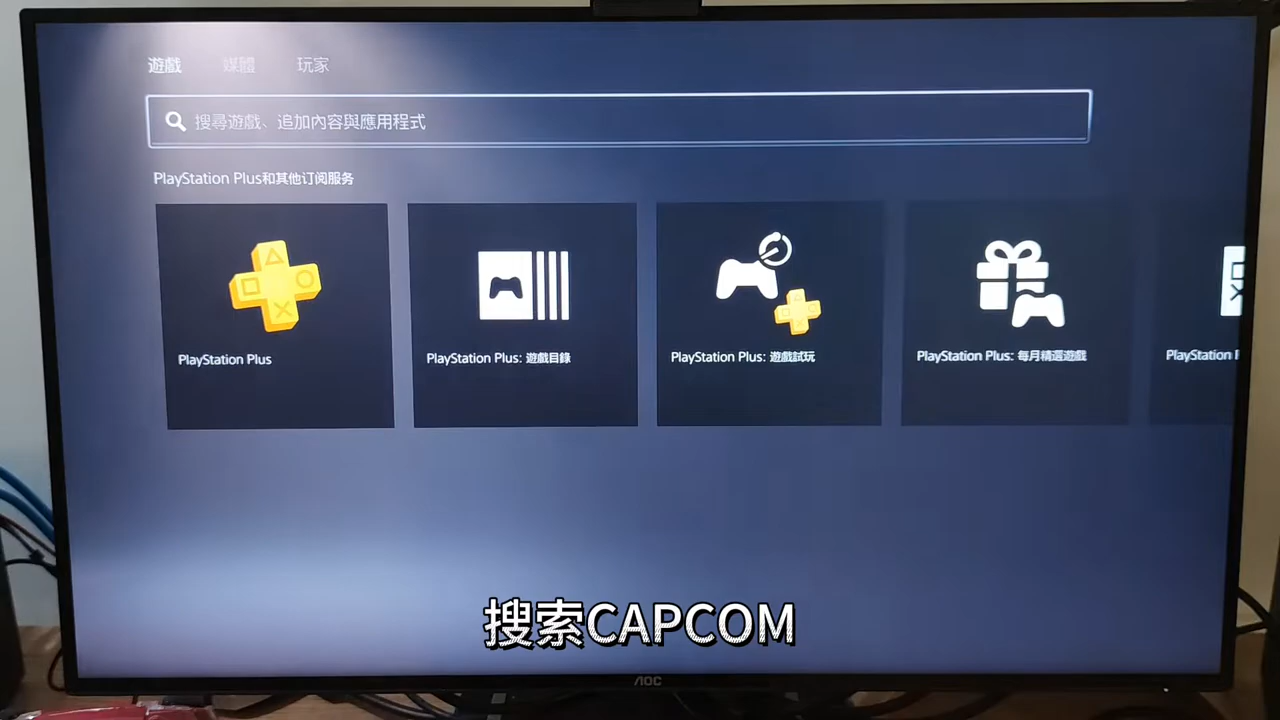 遊戲 媒體 玩家
搜尋遊戲、追加內容與應用程式
PlayStation Plus和其他订阅服务
PlayStation Plus
PlayStation Plus: 遊戲目錄
PlayStation Plus: 遊戲試玩
PlayStation Plus: 每月精選遊戲
PlayStation P
搜索CAPCOM
AOC